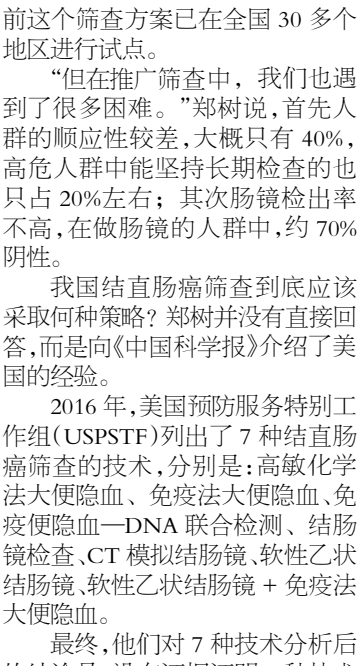 前这个筛查方案已在全国 30 多个
地区进行试点。
“但在推广筛查中，我们也遇
到了很多困难。”郑树说，首先人
群的顺应性较差，大概只有 40%，
高危人群中能坚持长期检查的也
只占 20%左右；其次肠镜检出率
不高，在做肠镜的人群中，约 70%
阴性。
我国结直肠癌筛查到底应该
采取何种策略？郑树并没有直接回
答，而是向《中国科学报》介绍了美
国的经验。
2016 年，美国预防服务特别工
作组（USPSTF）列出了 7 种结直肠
癌筛查的技术，分别是：高敏化学
法大便隐血、免疫法大便隐血、免
疫便隐血—DNA 联合检测、结肠
镜检查、CT 模拟结肠镜、软性乙状
结肠镜、软性乙状结肠镜 + 免疫法
大便隐血。
最终，他们对 7 种技术分析后